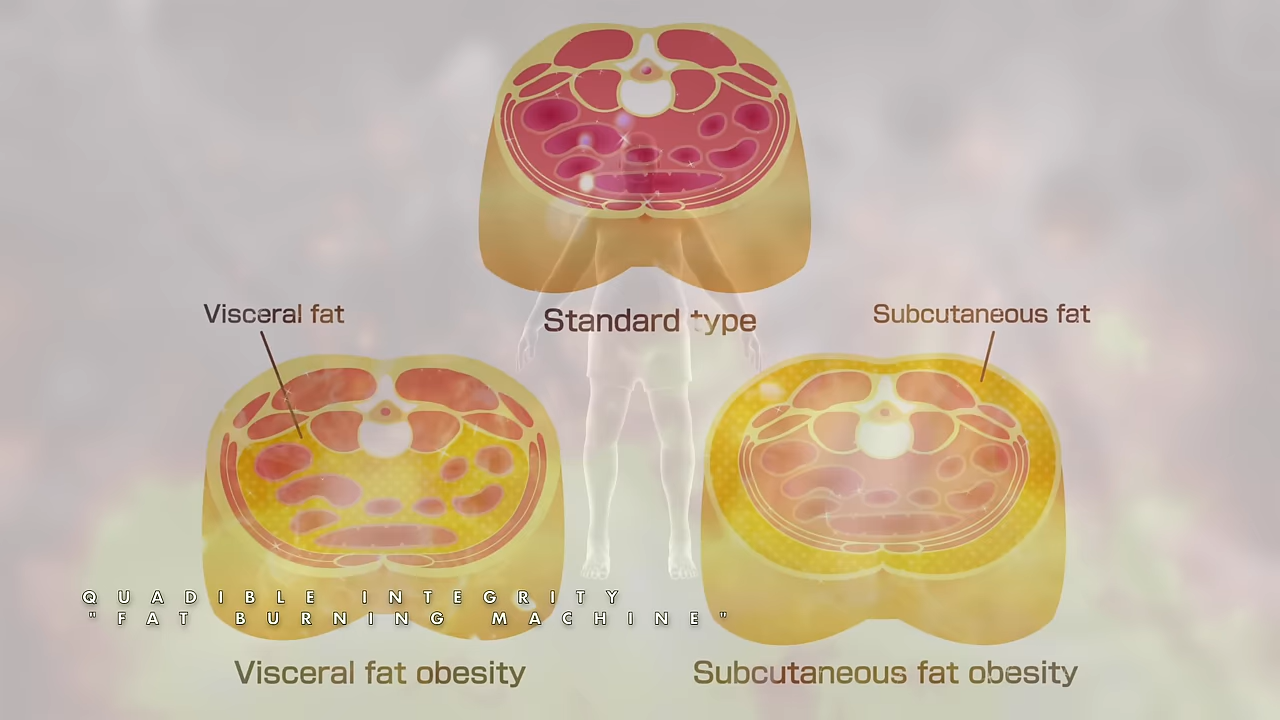 Standard type
Visceral fat
Subcutaneous fat
QUADIBLE INTEGRITY
"FAT BURNING MACHINE"
Visceral fat obesity
Subcutaneous fat obesity